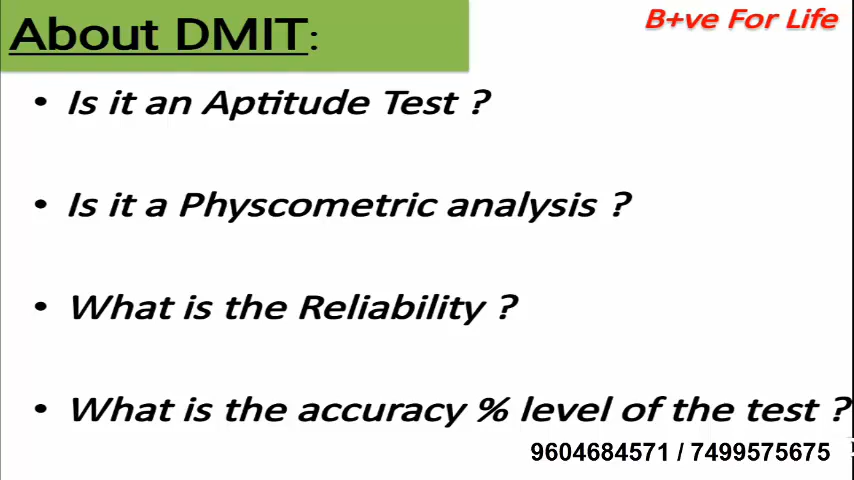 About DMIT:
B+ve For Life
• Is it an Aptitude Test ?
• Is it a Physcometric analysis ?
• What is the Reliability ?
• What is the accuracy % level of the test ?
9604684571 / 7499575675